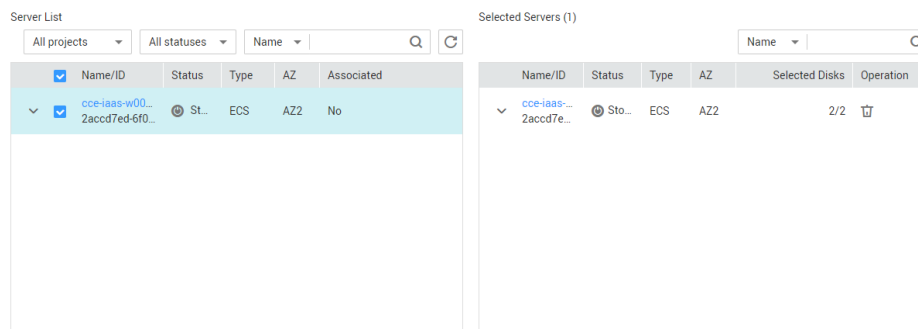 Server List
All projects All statuses Name
Name/ID Status Type AZ Associated
cce-iaas-w00...
2accd7ed-6f0... St... ECS AZ2 No
Selected Servers (1)
Name
Name/ID Status Type AZ Selected Disks Operation
cce-iaas-...
2accd7e... Sto... ECS AZ2 2/2